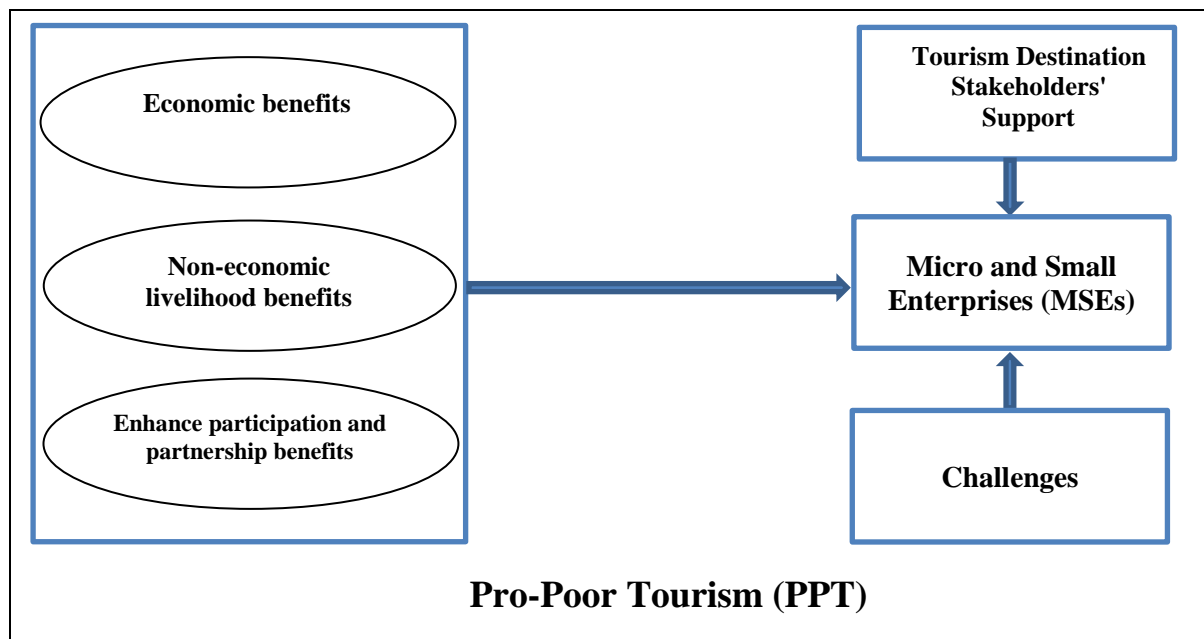 Economic benefits
Non-economic
livelihood benefits
Enhance participation and
partnership benefits
Tourism Destination
Stakeholders'
Support
Micro and Small
Enterprises (MSEs)
Challenges
Pro-Poor Tourism (PPT)